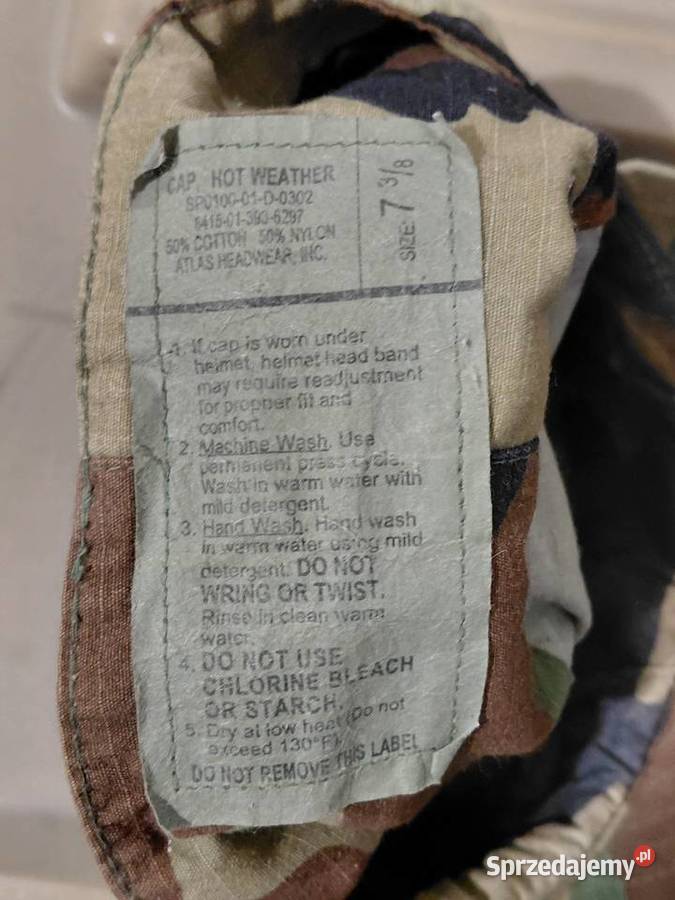 CAP, HOT WEATHER
SP0100-01-D-0302
8415-01-393-6297
50% COTTON 50% NYLON
ATLAS HEADWEAR, INC.
SIZE: 7 3/8
1. If cap is worn under
helmet, helmet head band
may require readjustment
for propper fit and
comfort.
2. Machine Wash. Use
permanent press cycle.
Wash in warm water with
mild detergent.
3. Hand Wash. Hand wash
in warm water using mild
detergent. DO NOT
WRING OR TWIST.
Rinse in clean warm
water.
4. DO NOT USE
CHLORINE BLEACH
OR STARCH.
5. Dry at low heat (Do not
exceed 130°F)
DO NOT REMOVE THIS LABEL
Sprzedajemy.pl